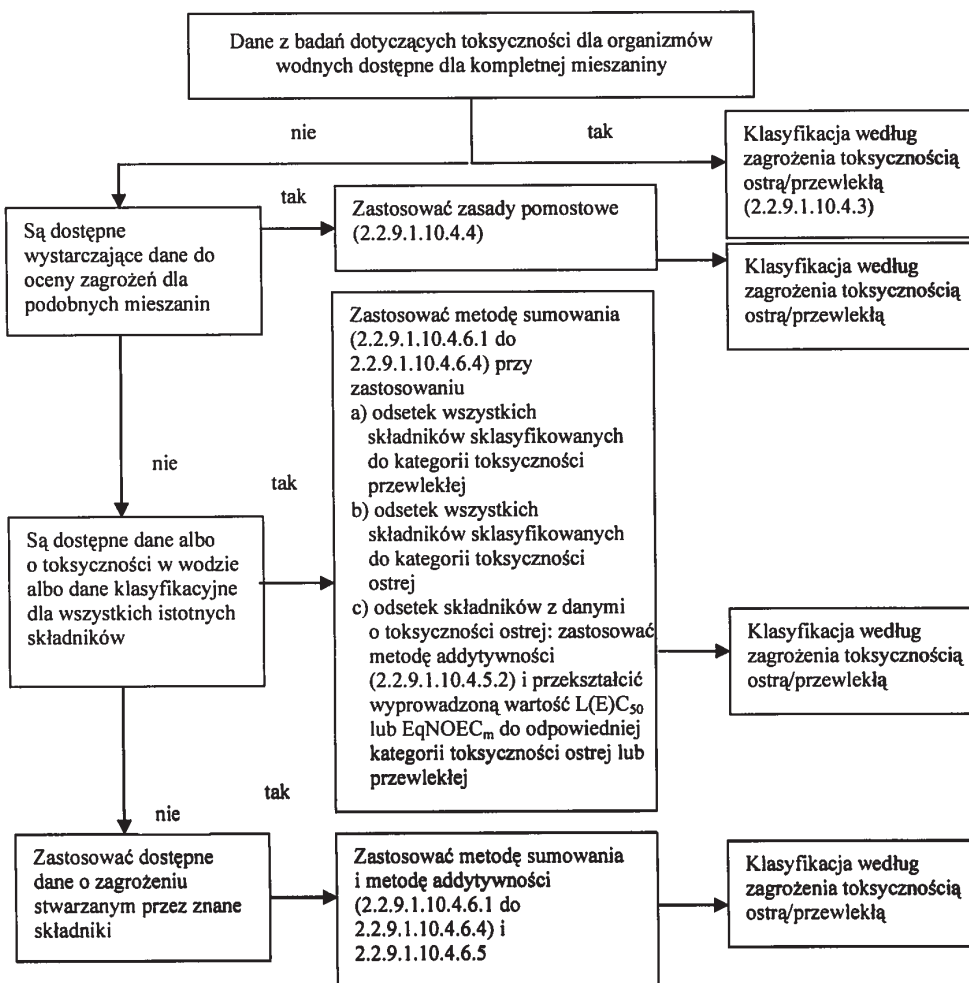 Dane z badań dotyczących toksyczności dla organizmów
wodnych dostępne dla kompletnej mieszaniny
nie
tak
Klasyfikacja według
zagrożenia toksycznością
ostrą/przewlekłą
(2.2.9.1.10.4.3)
Są dostępne
wystarczające dane do
oceny zagrożeń dla
podobnych mieszanin
tak
Zastosować zasady pomostowe
(2.2.9.1.10.4.4)
Klasyfikacja według
zagrożenia toksycznością
ostrą/przewlekłą
nie
Są dostępne dane albo
o toksyczności w wodzie
albo dane klasyfikacyjne
dla wszystkich istotnych
składników
tak
Zastosować metodę sumowania
(2.2.9.1.10.4.6.1 do
2.2.9.1.10.4.6.4) przy
zastosowaniu
a) odsetek wszystkich
składników sklasyfikowanych
do kategorii toksyczności
przewlekłej
b) odsetek wszystkich
składników sklasyfikowanych
do kategorii toksyczności
ostrej
c) odsetek składników z danymi
o toksyczności ostrej: zastosować
metodę addytywności
(2.2.9.1.10.4.5.2) i przekształcić
wyprowadzoną wartość L(E)C₅₀
lub EqNOECₘ do odpowiedniej
kategorii toksyczności ostrej lub
przewlekłej
Klasyfikacja według
zagrożenia toksycznością
ostrą/przewlekłą
nie
tak
Zastosować dostępne
dane o zagrożeniu
stwarzanym przez znane
składniki
Zastosować metodę sumowania
i metodę addytywności
(2.2.9.1.10.4.6.1 do
2.2.9.1.10.4.6.4) i
2.2.9.1.10.4.6.5
Klasyfikacja według
zagrożenia toksycznością
ostrą/przewlekłą